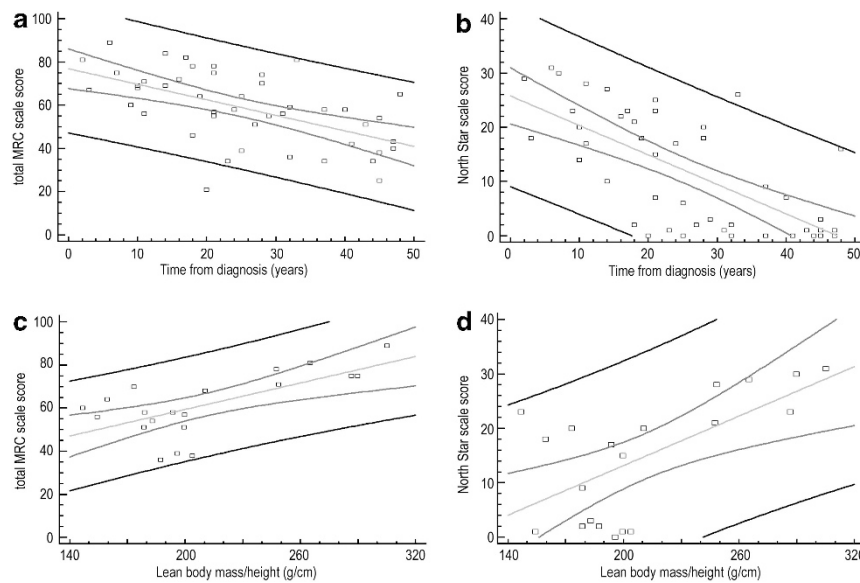 a
b
100
80
60
40
20
0
total MRC scale score
0 10 20 30 40 50
Time from diagnosis (years)
40
30
20
10
0
North Star scale score
0 10 20 30 40 50
Time from diagnosis (years)
c
d
100
80
60
40
20
0
total MRC scale score
140 200 260 320
Lean body mass/height (g/cm)
40
30
20
10
0
North Star scale score
140 200 260 320
Lean body mass/height (g/cm)